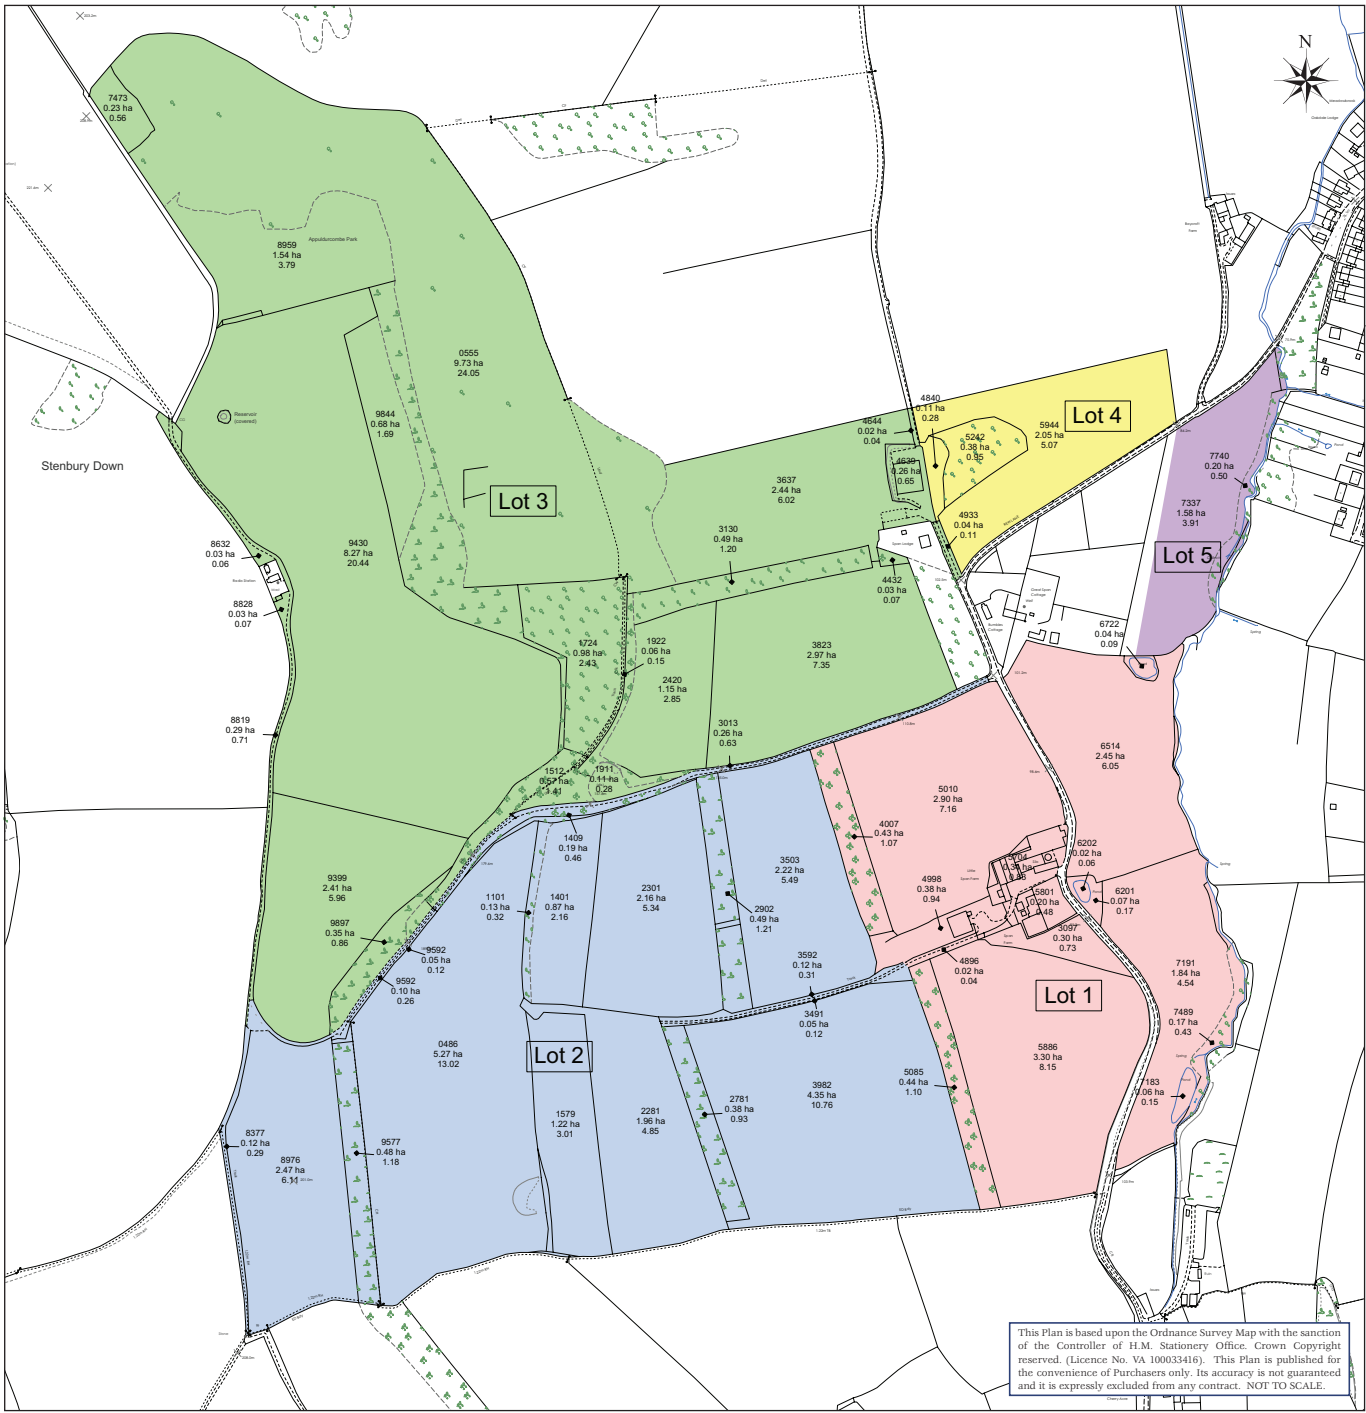 N
7473
0.23 ha
0.56
8959
1.54 ha
3.79
Appuldurcombe Park
0555
9.73 ha
24.05
9844
0.68 ha
1.69
Reservoir
(covered)
Stenbury Down
Lot 3
9430
8.27 ha
20.44
8632
0.03 ha
0.06
8828
0.03 ha
0.07
8819
0.29 ha
0.71
3637
2.44 ha
6.02
3130
0.49 ha
1.20
4644
0.02 ha
0.04
4639
0.26 ha
0.65
4840
0.11 ha
0.28
5242
0.38 ha
0.95
Lot 4
5944
2.05 ha
5.07
4933
0.04 ha
0.11
4432
0.03 ha
0.07
7740
0.20 ha
0.50
7337
1.58 ha
3.91
Lot 5
6722
0.04 ha
0.09
1724
0.98 ha
2.43
1922
0.06 ha
0.15
2420
1.15 ha
2.85
3823
2.97 ha
7.35
3013
0.26 ha
0.63
1512
0.57 ha
1.41
1911
0.11 ha
0.28
1409
0.19 ha
0.46
6514
2.45 ha
6.05
5010
2.90 ha
7.16
4007
0.43 ha
1.07
3503
2.22 ha
5.49
6202
0.02 ha
0.06
5704
0.34 ha
5801
0.20 ha
0.48
6201
0.07 ha
0.17
4998
0.38 ha
0.94
9399
2.41 ha
5.96
9897
0.35 ha
0.86
1101
0.13 ha
0.32
1401
0.87 ha
2.16
2301
2.16 ha
5.34
2902
0.49 ha
1.21
3097
0.30 ha
0.73
9592
0.05 ha
0.12
9592
0.10 ha
0.26
3592
0.12 ha
0.31
3491
0.05 ha
0.12
4896
0.02 ha
0.04
Lot 1
7191
1.84 ha
4.54
7489
0.17 ha
0.43
0486
5.27 ha
13.02
Lot 2
5886
3.30 ha
8.15
7183
0.06 ha
0.15
5085
0.44 ha
1.10
3982
4.35 ha
10.76
2781
0.38 ha
0.93
2281
1.96 ha
4.85
1579
1.22 ha
3.01
8377
0.12 ha
0.29
8976
2.47 ha
6.11
9577
0.48 ha
1.18
This Plan is based upon the Ordnance Survey Map with the sanction
of the Controller of H.M. Stationery Office. Crown Copyright
reserved. (Licence No. VA 100033416). This Plan is published for
the convenience of Purchasers only. Its accuracy is not guaranteed
and it is expressly excluded from any contract. NOT TO SCALE.